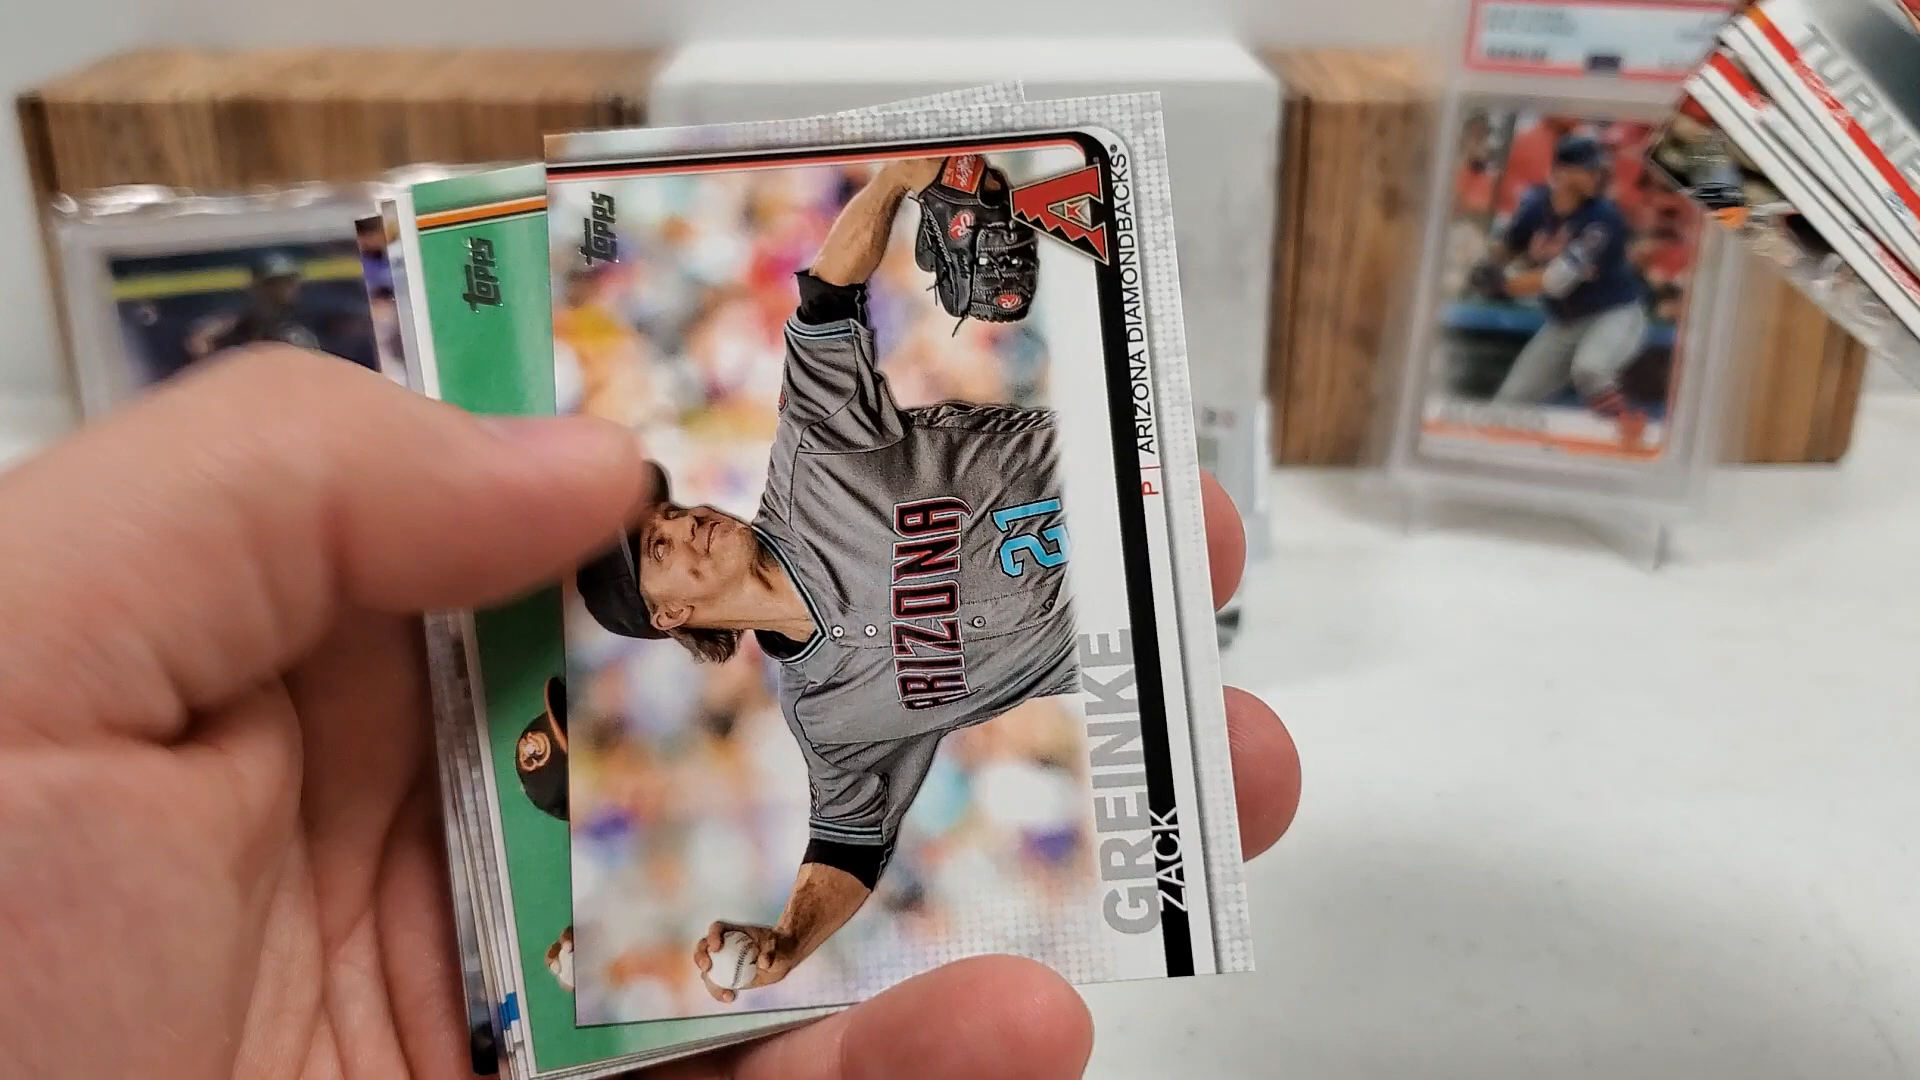 topps
topps
ARIZONA
21
P | ARIZONA DIAMONDBACKS®
GREINKE
ZACK
TURNE